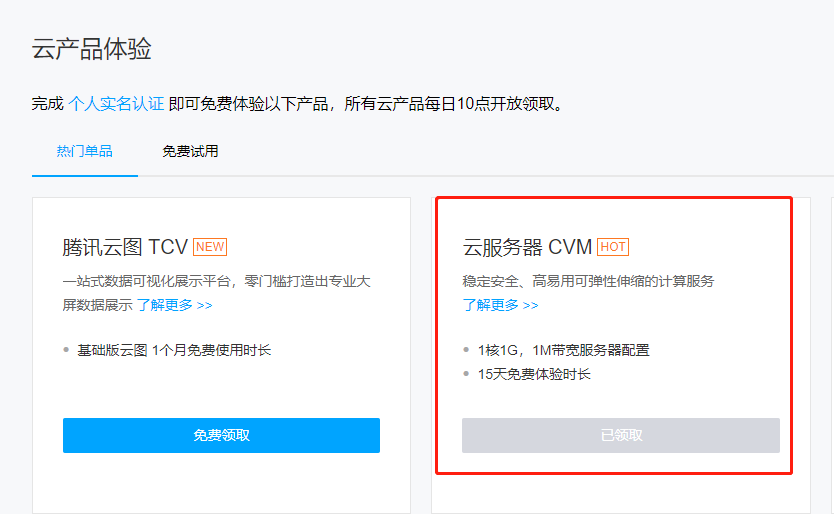 云产品体验
完成 个人实名认证 即可免费体验以下产品，所有云产品每日10点开放领取。
热门单品
免费试用
腾讯云图 TCV NEW
一站式数据可视化展示平台，零门槛打造出专业大
屏数据展示 了解更多 >>
基础版云图 1个月免费使用时长
免费领取
云服务器 CVM HOT
稳定安全、高易用可弹性伸缩的计算服务
了解更多 >>
1核1G，1M带宽服务器配置
15天免费体验时长
已领取